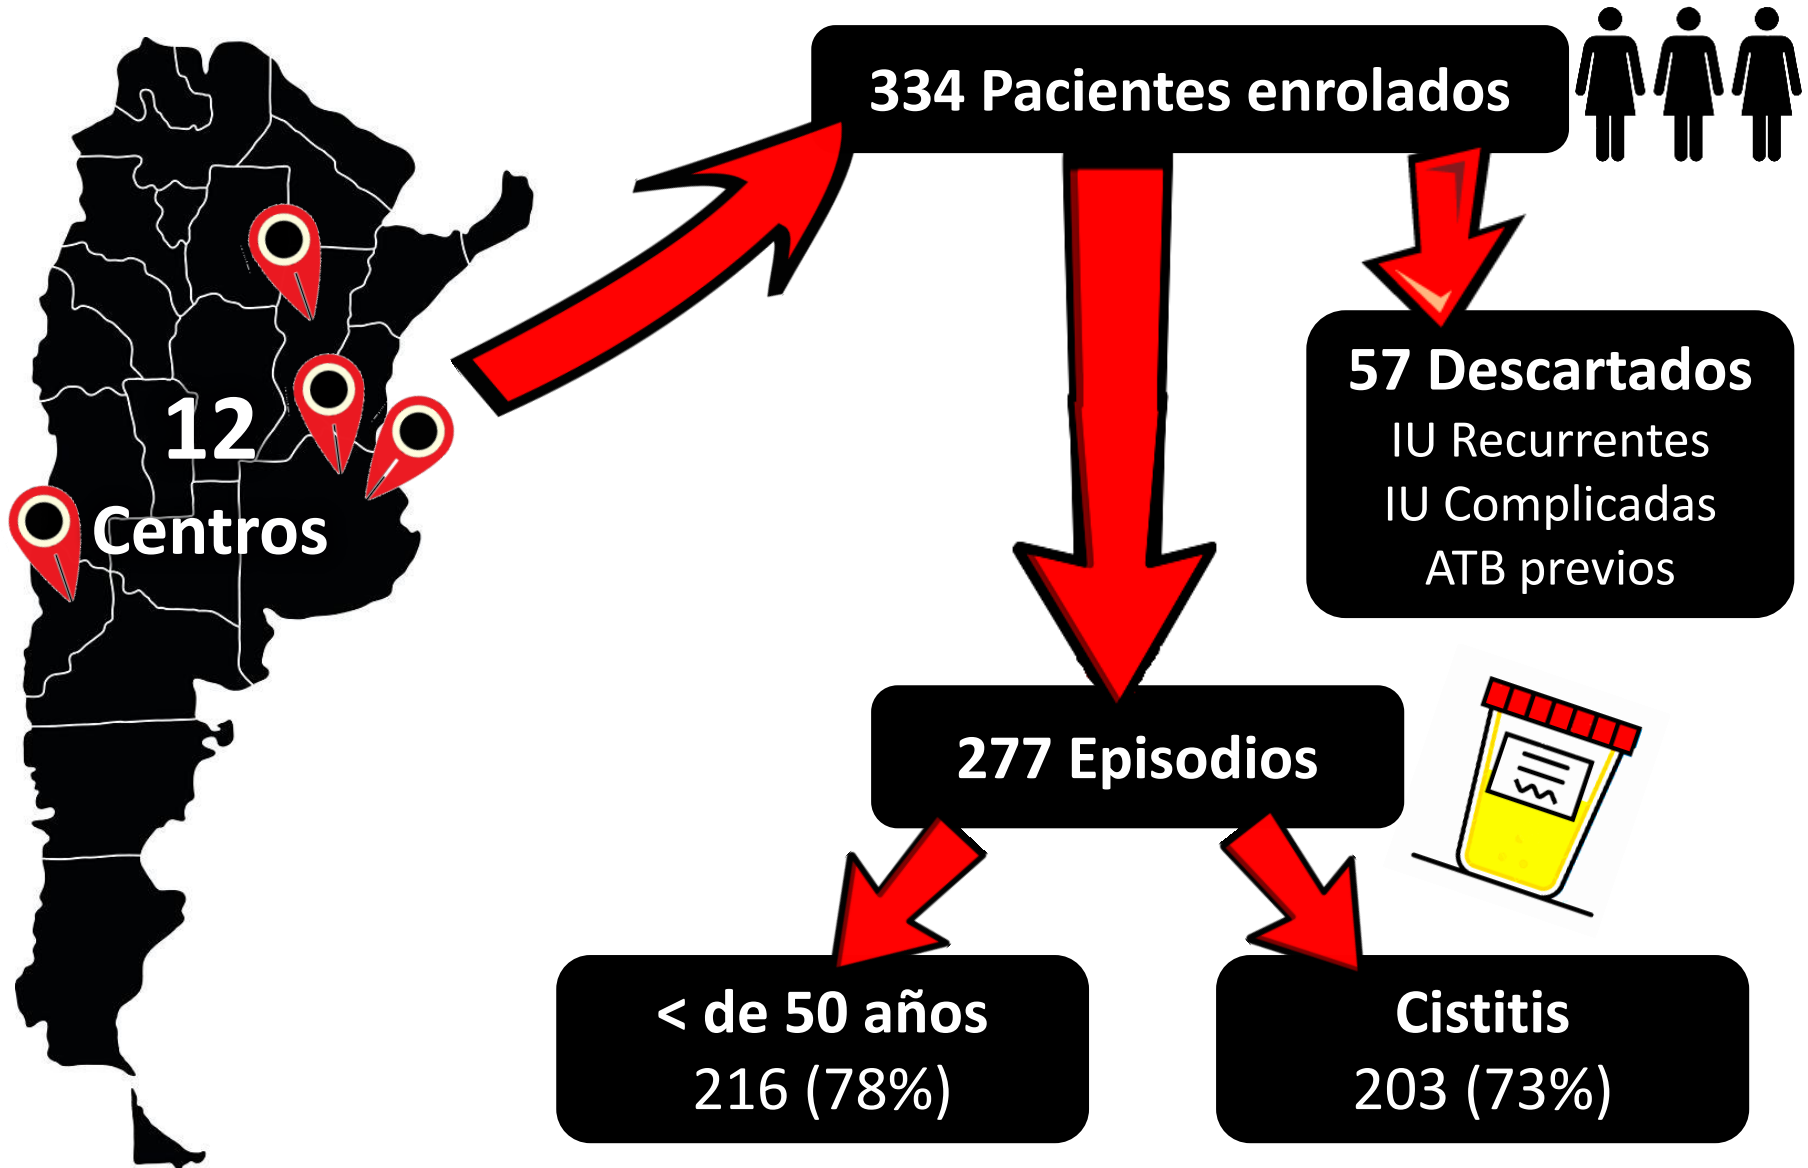 12
Centros
334 Pacientes enrolados
57 Descartados
IU Recurrentes
IU Complicadas
ATB previos
277 Episodios
< de 50 años
216 (78%)
Cistitis
203 (73%)